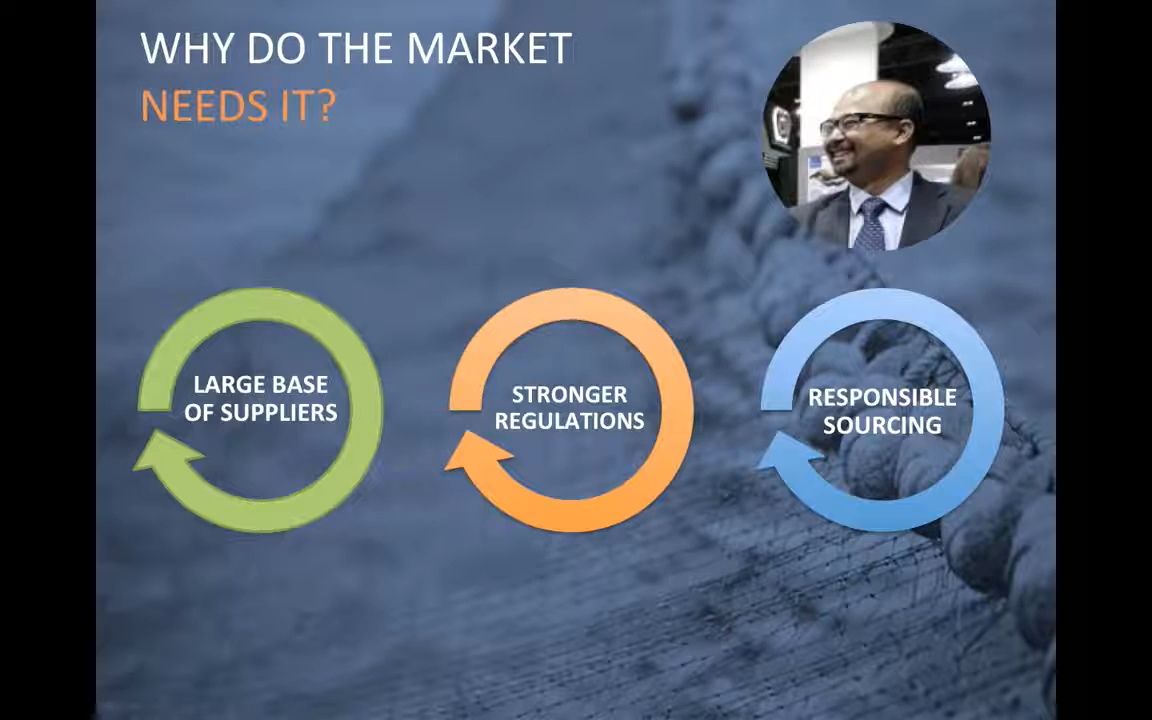 WHY DO THE MARKET
NEEDS IT?
LARGE BASE
OF SUPPLIERS
STRONGER
REGULATIONS
RESPONSIBLE
SOURCING